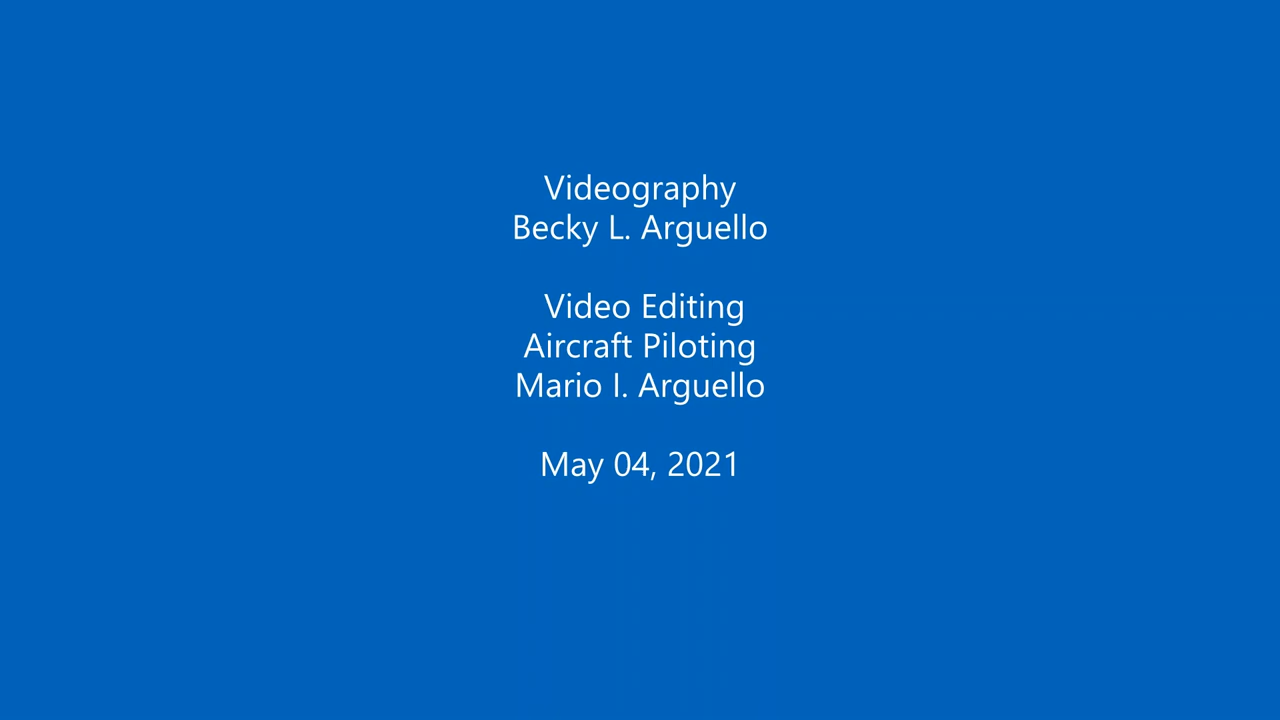 Videography
Becky L. Arguello
Video Editing
Aircraft Piloting
Mario I. Arguello
May 04, 2021